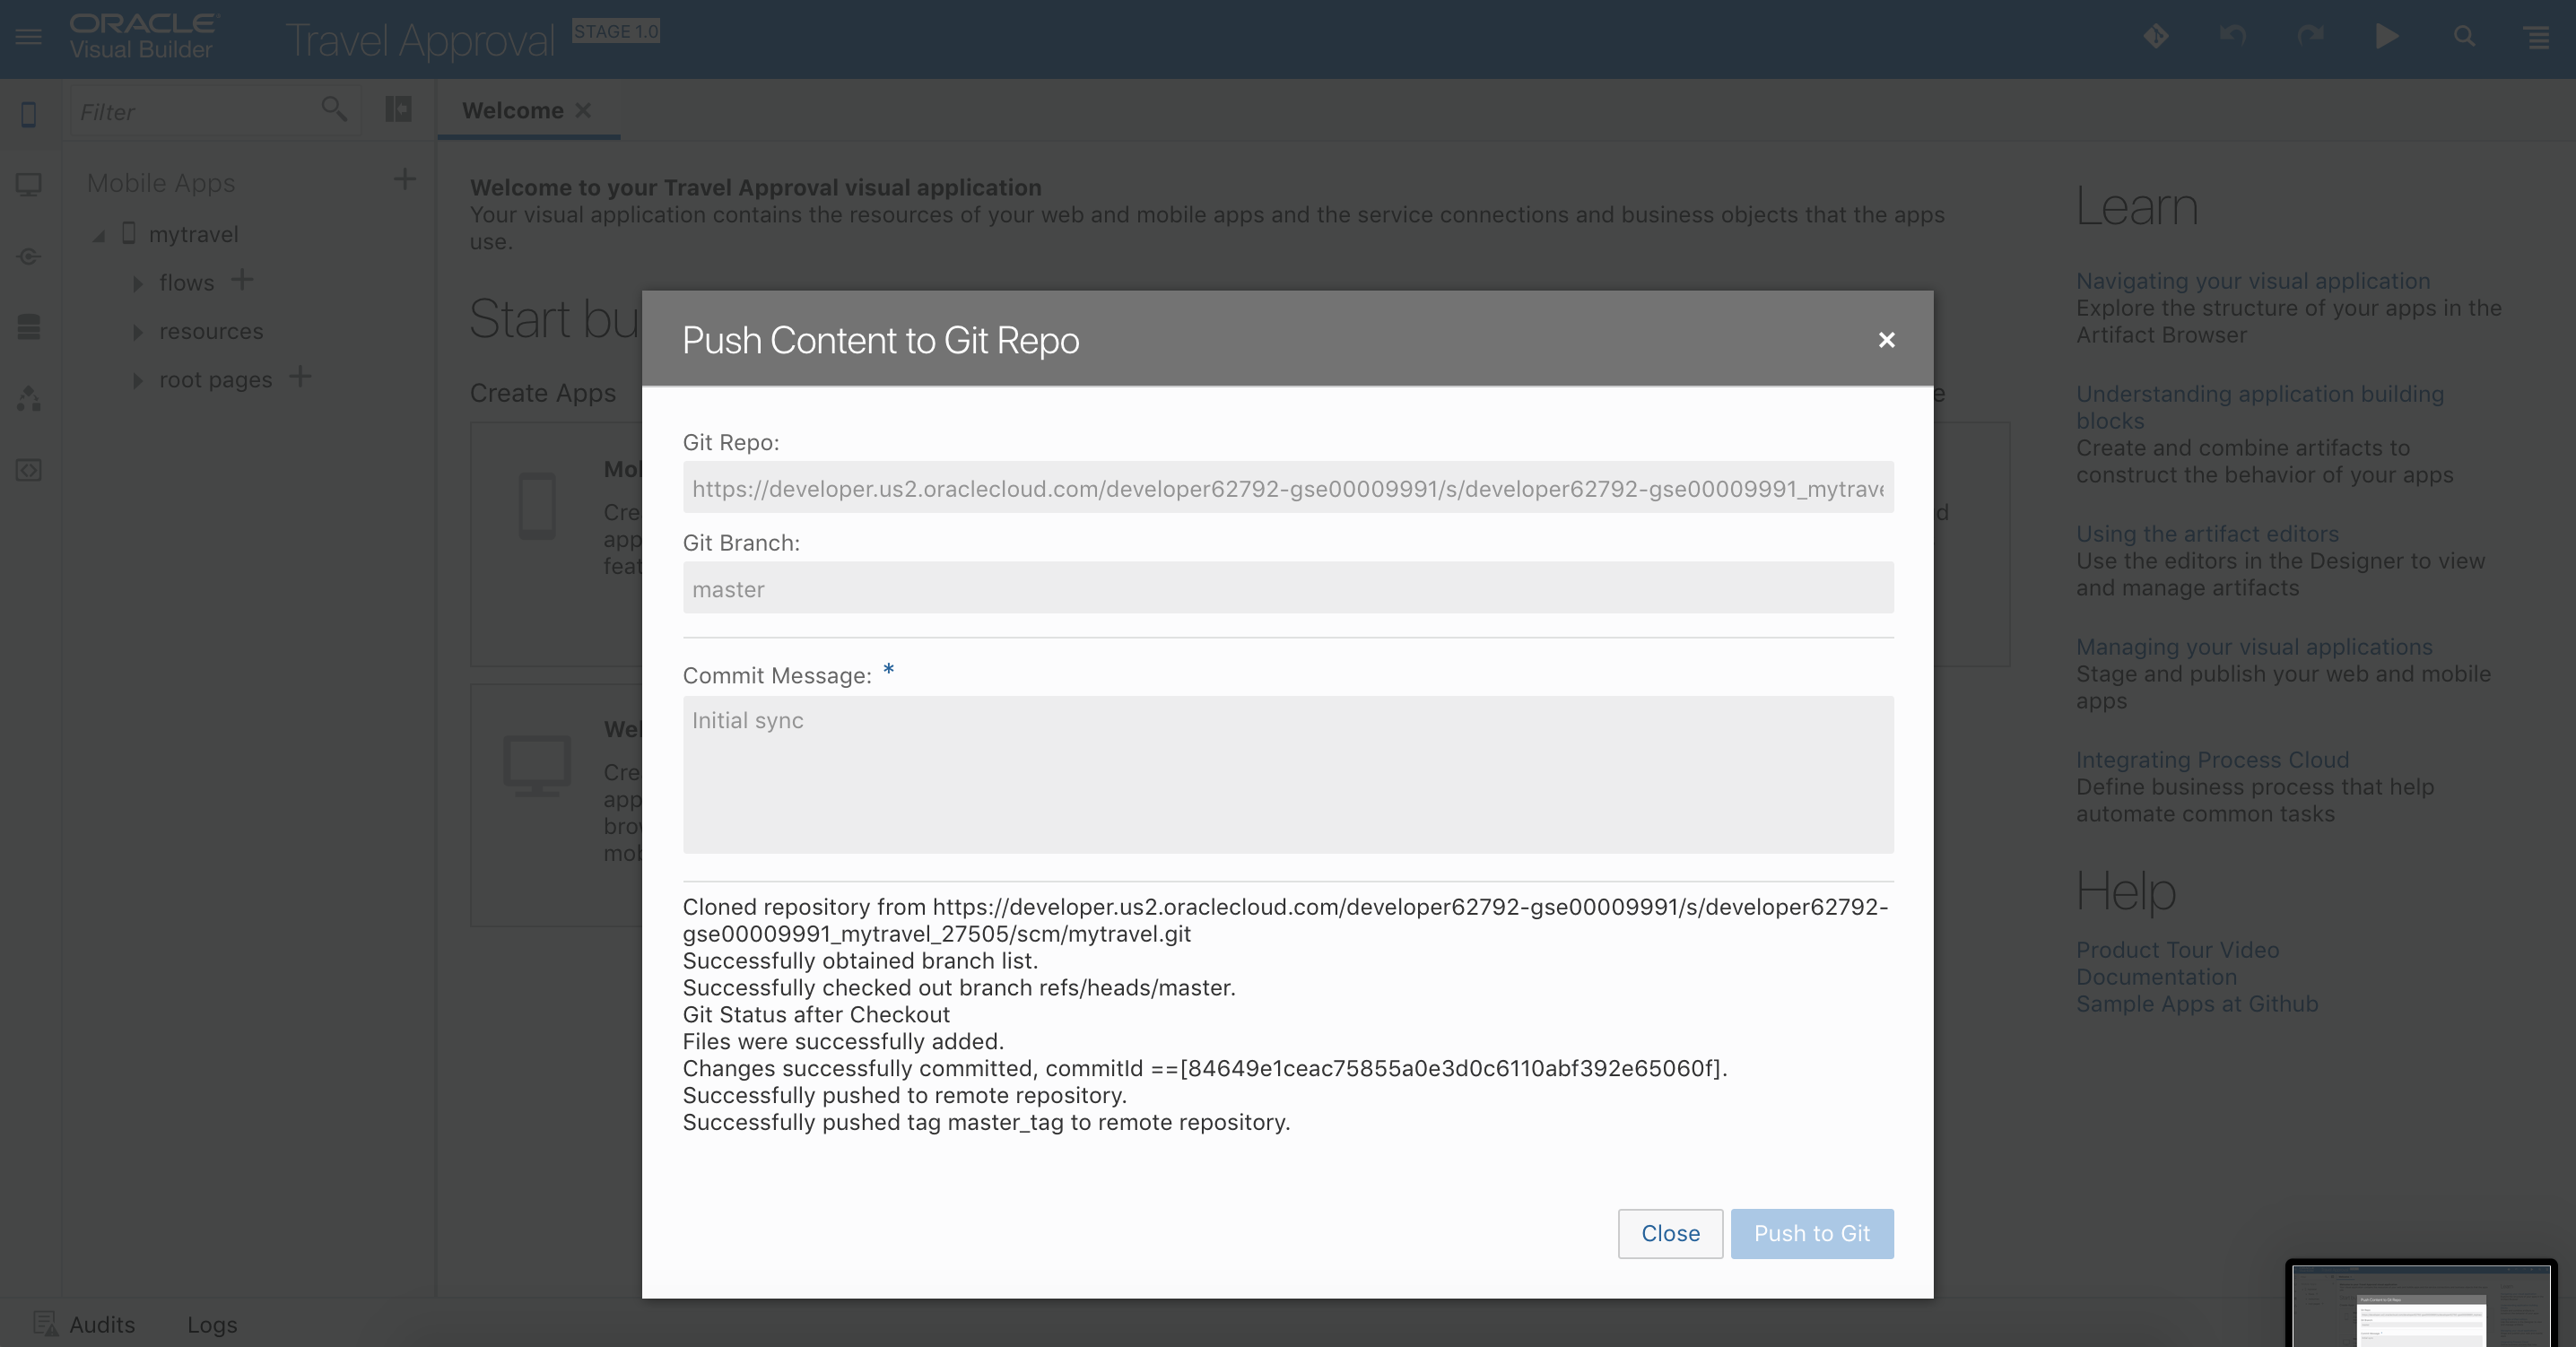 ORACLE
Visual Builder
Travel Approval
STAGE 1.0
Filter
Welcome
Mobile Apps
mytravel
flows
resources
root pages
Welcome to your Travel Approval visual application
Your visual application contains the resources of your web and mobile apps and the service connections and business objects that the apps
use.
Start bu
Create Apps
Mo
Cre
app
feat
We
Cre
app
brov
mob
e
d
Push Content to Git Repo
Git Repo:
https://developer.us2.oraclecloud.com/developer62792-gse00009991/s/developer62792-gse00009991_mytrave
Git Branch:
master
Commit Message: *
Initial sync
Cloned repository from https://developer.us2.oraclecloud.com/developer62792-gse00009991/s/developer62792-
gse00009991_mytravel_27505/scm/mytravel.git
Successfully obtained branch list.
Successfully checked out branch refs/heads/master.
Git Status after Checkout
Files were successfully added.
Changes successfully committed, commitId ==[84649e1ceac75855a0e3d0c6110abf392e65060f].
Successfully pushed to remote repository.
Successfully pushed tag master_tag to remote repository.
Close
Push to Git
Learn
Navigating your visual application
Explore the structure of your apps in the
Artifact Browser
Understanding application building
blocks
Create and combine artifacts to
construct the behavior of your apps
Using the artifact editors
Use the editors in the Designer to view
and manage artifacts
Managing your visual applications
Stage and publish your web and mobile
apps
Integrating Process Cloud
Define business process that help
automate common tasks
Help
Product Tour Video
Documentation
Sample Apps at Github
Audits
Logs